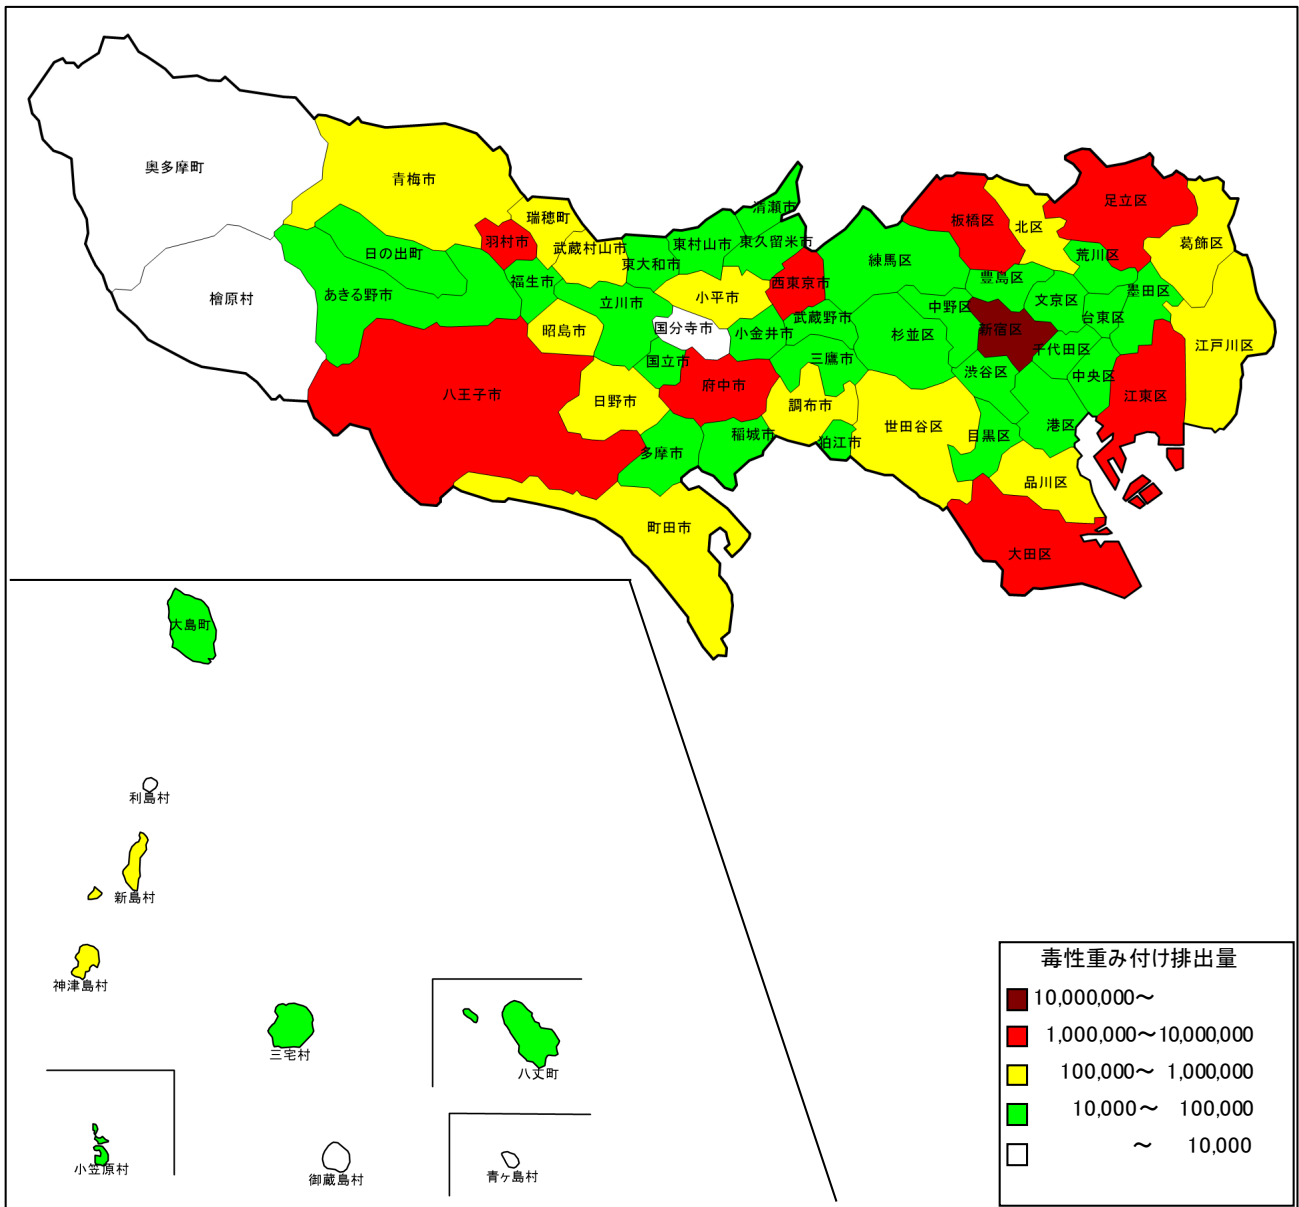 奥多摩町
檜原村
青梅市
瑞穂町
羽村市
武蔵村山市
日の出町
あきる野市
福生市
昭島市
立川市
東大和市
東村山市
清瀬市
東久留米市
小平市
西東京市
国分寺市
小金井市
武蔵野市
国立市
三鷹市
八王子市
日野市
府中市
調布市
多摩市
稲城市
狛江市
町田市
練馬区
板橋区
北区
足立区
葛飾区
荒川区
豊島区
文京区
台東区
墨田区
中野区
新宿区
杉並区
千代田区
江戸川区
渋谷区
中央区
江東区
世田谷区
目黒区
港区
品川区
大田区
大島町
利島村
新島村
神津島村
三宅村
八丈町
小笠原村
御蔵島村
青ヶ島村
毒性重み付け排出量
10,000,000～
1,000,000～10,000,000
100,000～ 1,000,000
10,000～ 100,000
～ 10,000